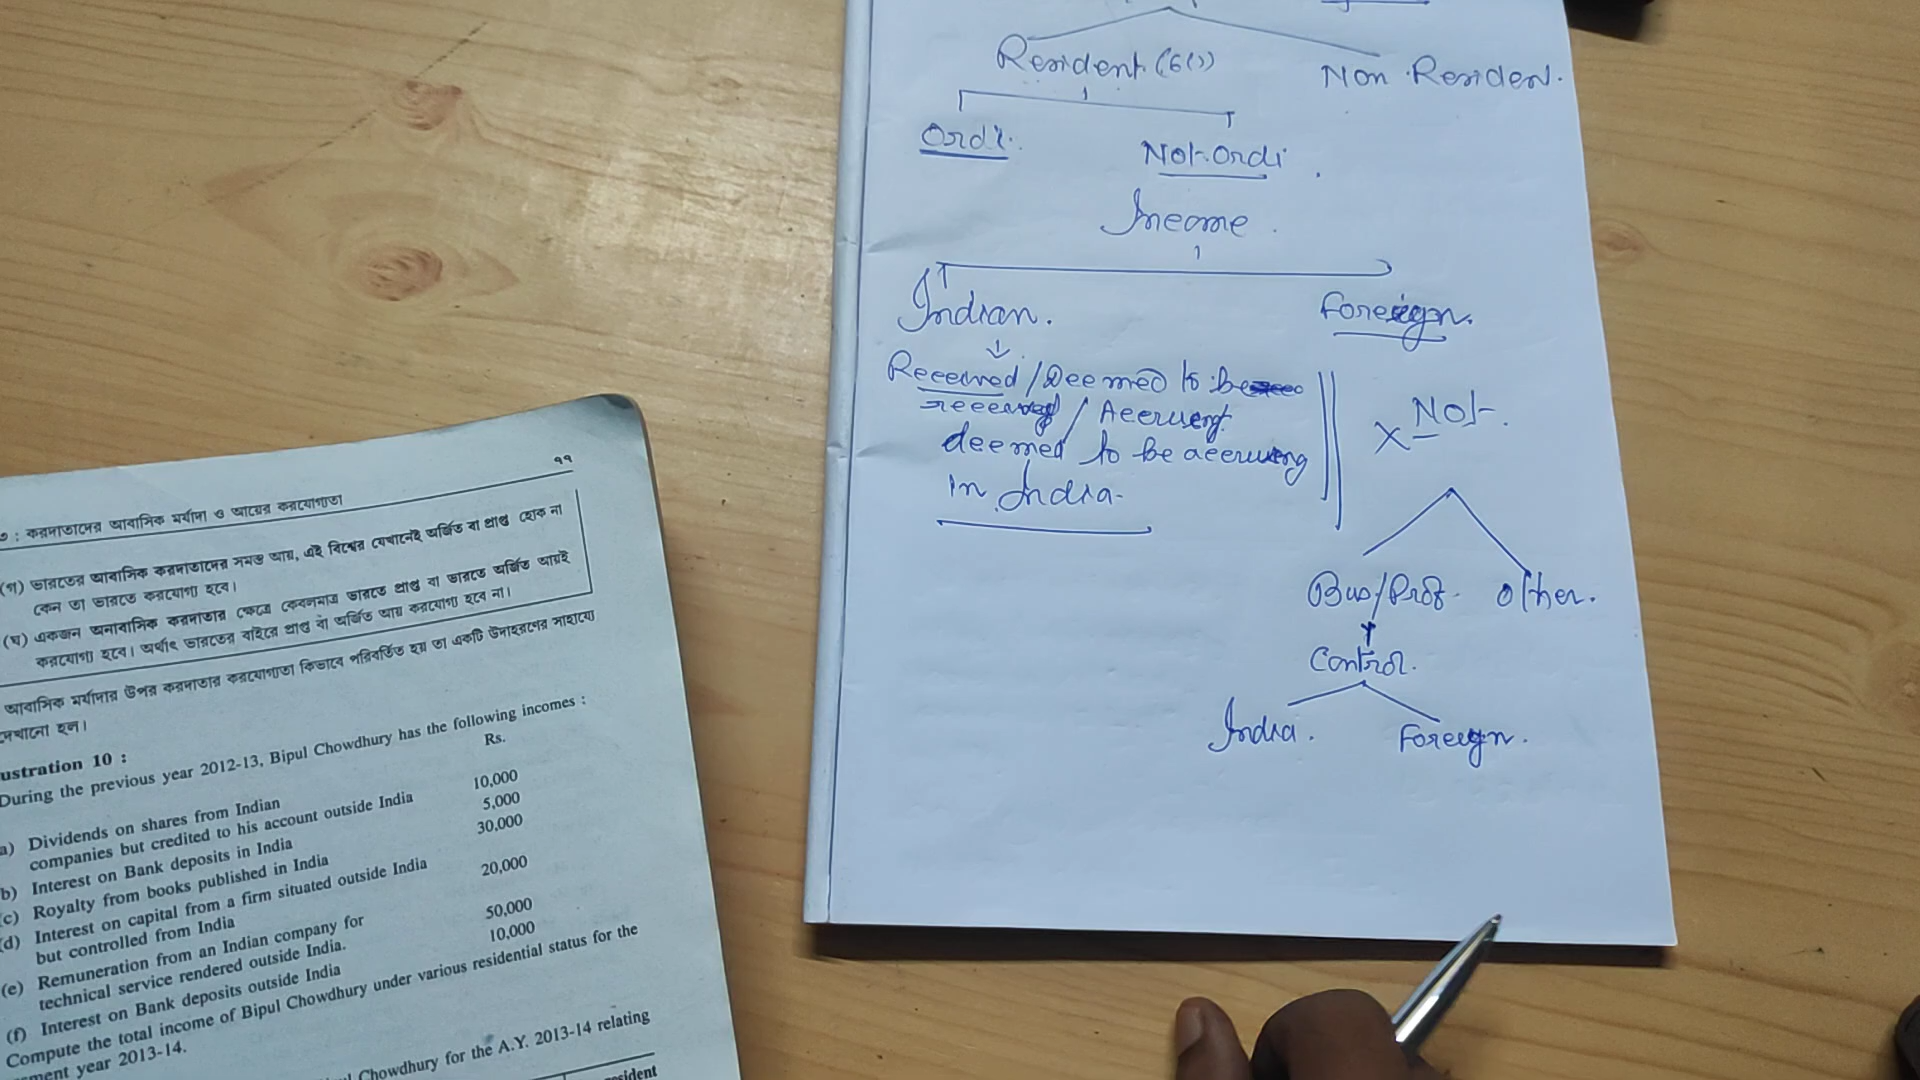 Resident (6(1))
Non Residen.
Ordi.
Not-Ordi
Income
Indian.
Foreign.
Received / Deemed to be
received / Accruent
deemed to be accruing
in India-
x Not-
Bus/Prof.
Other.
Control.
India.
Foreign.
৭৭
৩ : করদাতাদের আবাসিক মর্যাদা ও আয়ের করযোগ্যতা
(গ) ভারতের আবাসিক করদাতাদের সমস্ত আয়, এই বিশ্বের যেখানেই অর্জিত বা প্রাপ্ত হোক না
কেন তা ভারতে করযোগ্য হবে।
(ঘ) একজন অনাবাসিক করদাতার ক্ষেত্রে কেবলমাত্র ভারতে প্রাপ্ত বা ভারতে অর্জিত আয়ই
করযোগ্য হবে। অর্থাৎ ভারতের বাইরে প্রাপ্ত বা অর্জিত আয় করযোগ্য হবে না।
আবাসিক মর্যাদার উপর করদাতার করযোগ্যতা কিভাবে পরিবর্তিত হয় তা একটি উদাহরণের সাহায্যে
দেখানো হল।
ustration 10 :
During the previous year 2012-13, Bipul Chowdhury has the following incomes :
Rs.
a) Dividends on shares from Indian
companies but credited to his account outside India 10,000
b) Interest on Bank deposits in India 5,000
(c) Royalty from books published in India 30,000
(d) Interest on capital from a firm situated outside India
but controlled from India 20,000
(e) Remuneration from an Indian company for
technical service rendered outside India. 50,000
(f) Interest on Bank deposits outside India 10,000
Compute the total income of Bipul Chowdhury under various residential status for the
ment year 2013-14.
Chowdhury for the A.Y. 2013-14 relating
sident